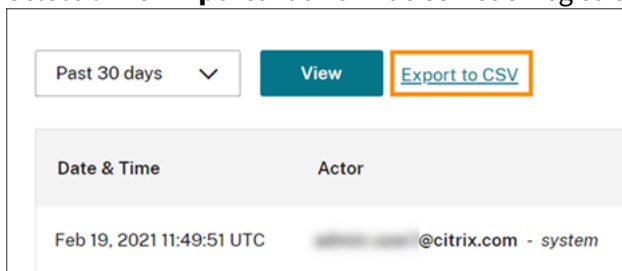 Past 30 days View Export to CSV
Date & Time Actor
Feb 19, 2021 11:49:51 UTC @citrix.com - system